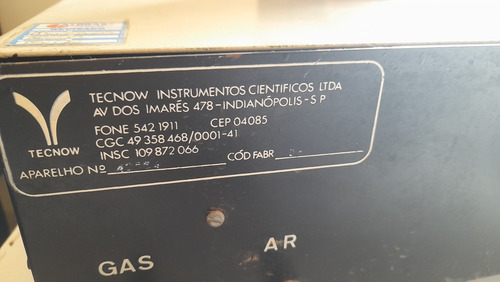 TECNOW INSTRUMENTOS CIENTIFICOS LTDA
AV DOS IMARÉS 478-INDIANÓPOLIS-S P
FONE 542 1911 CEP 04085
CGC 49 358 468/0001-41
INSC 109 872 066
TECNOW
APARELHO Nº CÓD FABR
GAS AR